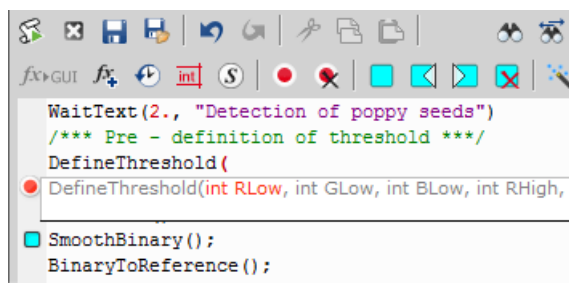 fx▸GUI fx int S
WaitText(2., "Detection of poppy seeds")
/*** Pre - definition of threshold ***/
DefineThreshold(
DefineThreshold(int RLow, int GLow, int BLow, int RHigh,
SmoothBinary();
BinaryToReference();